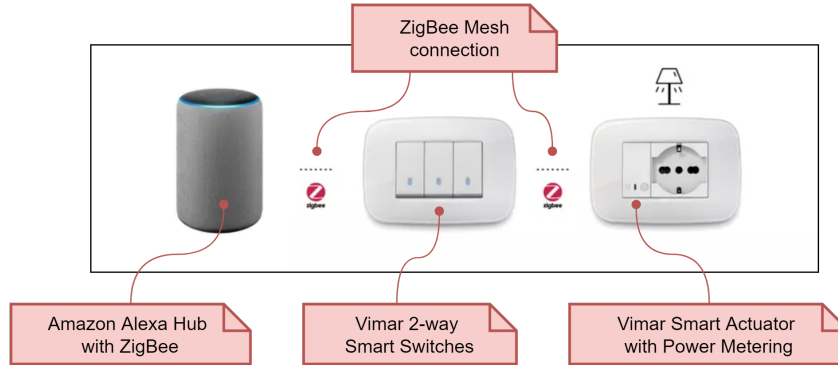 ZigBee Mesh
connection
zigbee
zigbee
Amazon Alexa Hub
with ZigBee
Vimar 2-way
Smart Switches
Vimar Smart Actuator
with Power Metering